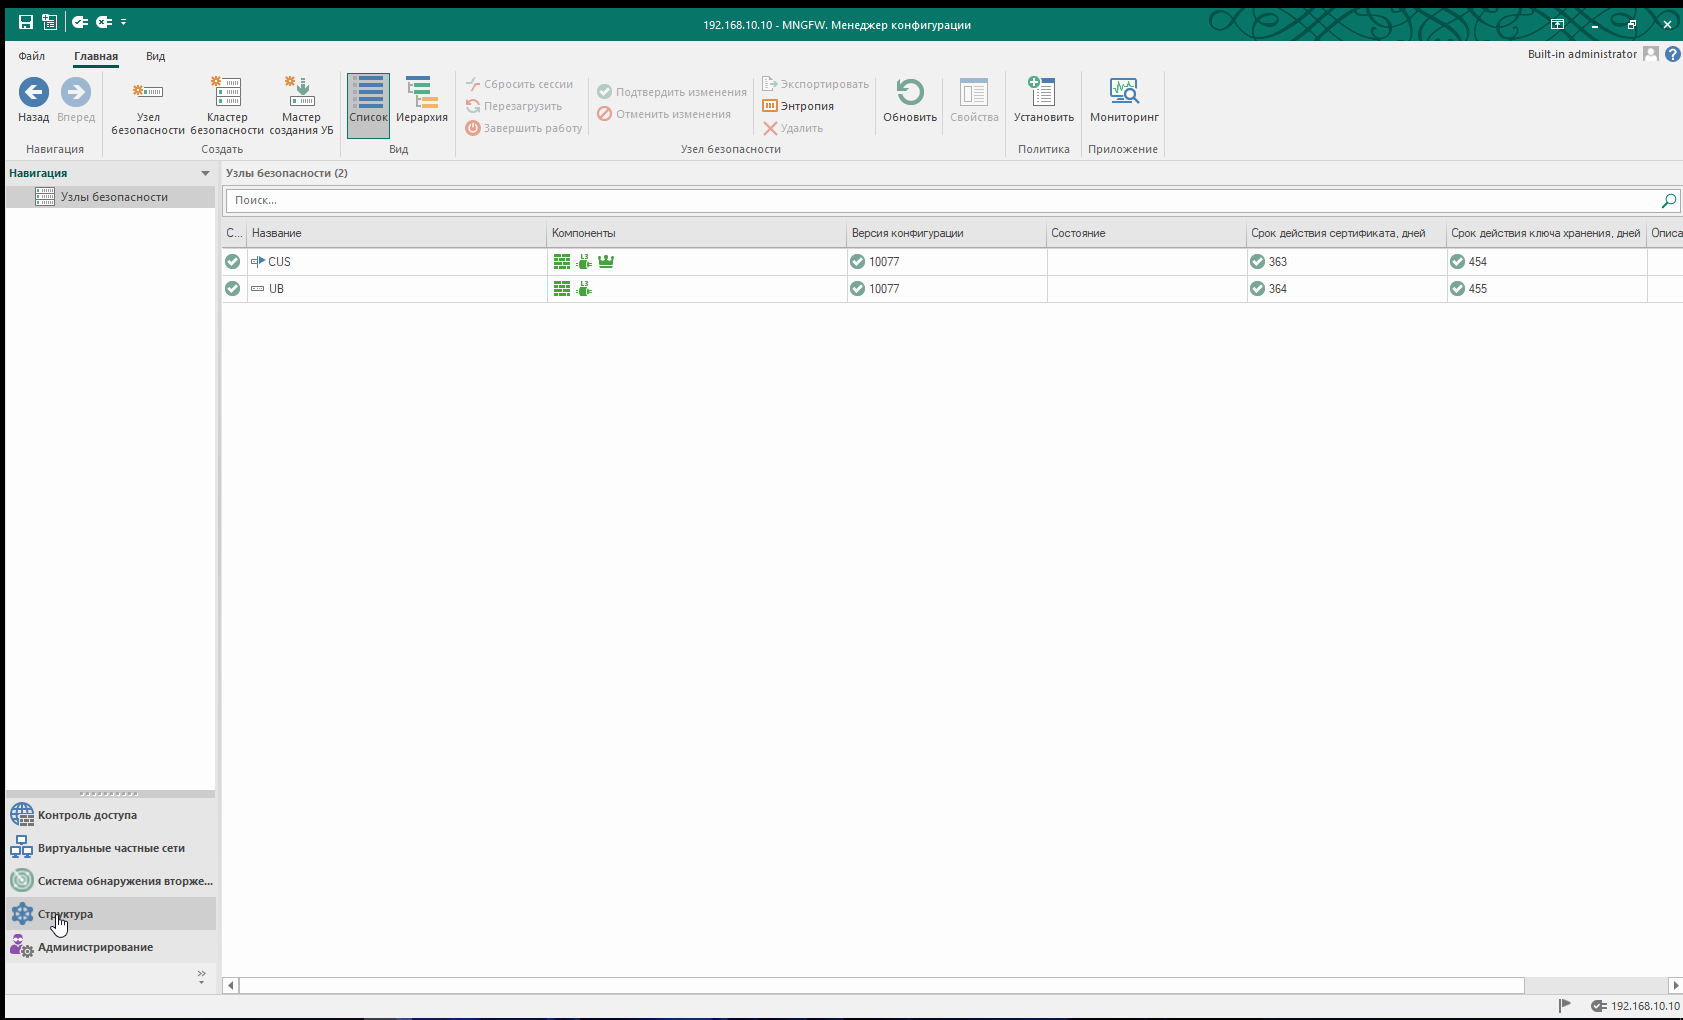 192.168.10.10 - MNGFW. Менеджер конфигурации
Файл Главная Вид
Built-in administrator
Назад
Вперед
Навигация
Узел безопасности
Кластер безопасности
Мастер создания УБ
Создать
Список
Иерархия
Вид
Сбросить сессии
Перезагрузить
Завершить работу
Подтвердить изменения
Отменить изменения
Экспортировать
Энтропия
Удалить
Обновить
Свойства
Узел безопасности
Установить
Политика
Мониторинг
Приложение
Навигация
Узлы безопасности
Узлы безопасности (2)
Поиск...
С... Название Компоненты Версия конфигурации Состояние Срок действия сертификата, дней Срок действия ключа хранения, дней Описа
CUS L3 10077 363 454
UB L3 10077 364 455
Контроль доступа
Виртуальные частные сети
Система обнаружения вторже...
Структура
Администрирование
192.168.10.10